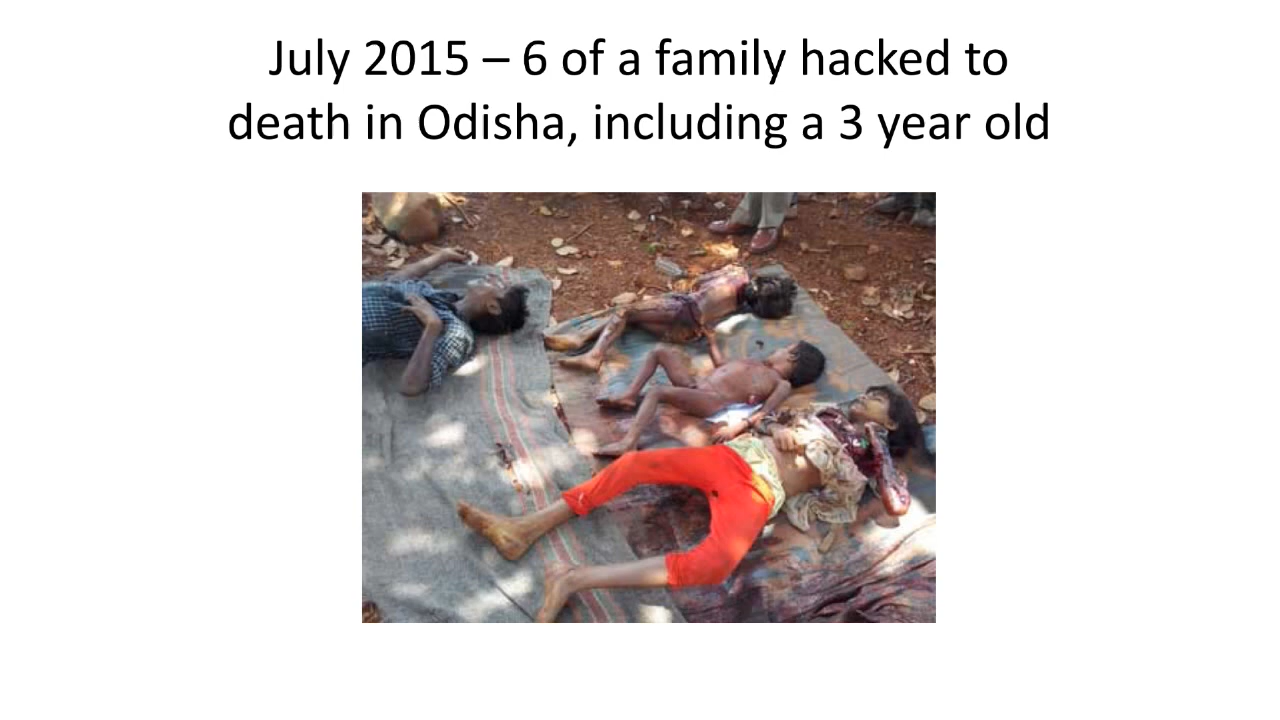 July 2015 – 6 of a family hacked to
death in Odisha, including a 3 year old